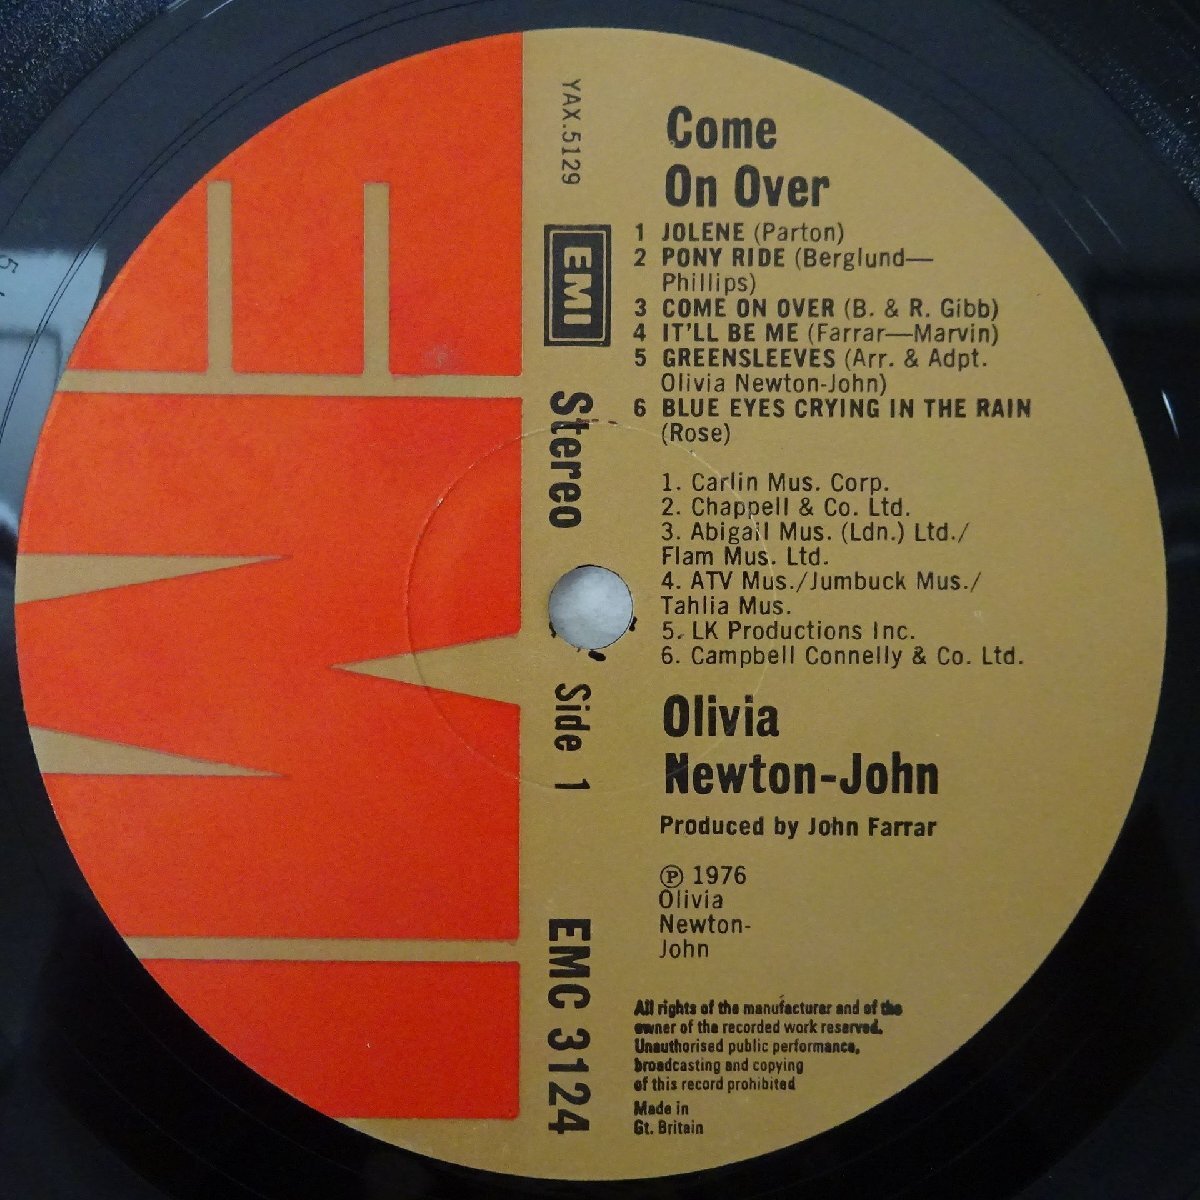 Come
On Over
1 JOLENE (Parton)
2 PONY RIDE (Berglund—
Phillips)
3 COME ON OVER (B. & R. Gibb)
4 IT'LL BE ME (Farrar—Marvin)
5 GREENSLEEVES (Arr. & Adpt.
Olivia Newton-John)
6 BLUE EYES CRYING IN THE RAIN
(Rose)
1. Carlin Mus. Corp.
2. Chappell & Co. Ltd.
3. Abigail Mus. (Ldn.) Ltd./
Flam Mus. Ltd.
4. ATV Mus./Jumbuck Mus./
Tahlia Mus.
5. LK Productions Inc.
6. Campbell Connelly & Co. Ltd.
Olivia
Newton-John
Produced by John Farrar
℗ 1976
Olivia
Newton-
John
All rights of the manufacturer and of the
owner of the recorded work reserved.
Unauthorised public performance,
broadcasting and copying
of this record prohibited
Made in
Gt. Britain
YAX.5129
EMI
Stereo
Side 1
EMC 3124
EMI